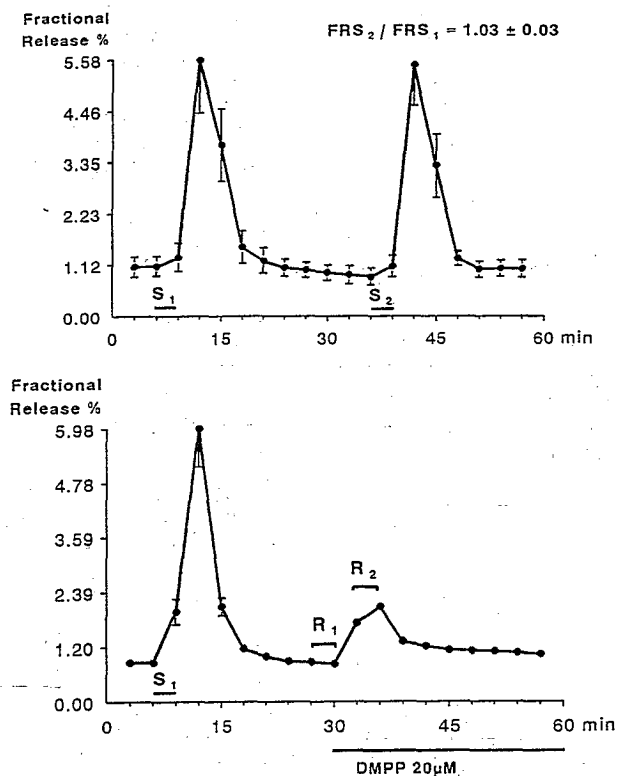 Fractional
Release %
FRS₂ / FRS₁ = 1.03 ± 0.03
5.58
4.46
3.35
2.23
1.12
0.00
S₁
S₂
0
15
30
45
60 min
Fractional
Release %
5.98
4.78
3.59
2.39
1.20
0.00
S₁
R₁
R₂
0
15
30
45
60 min
DMPP 20µM